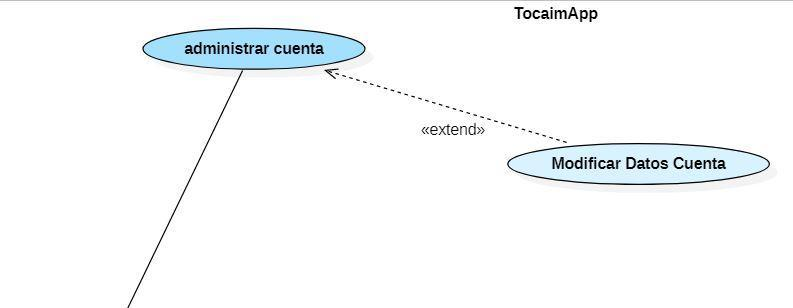 TocaimApp
administrar cuenta
«extend»
Modificar Datos Cuenta